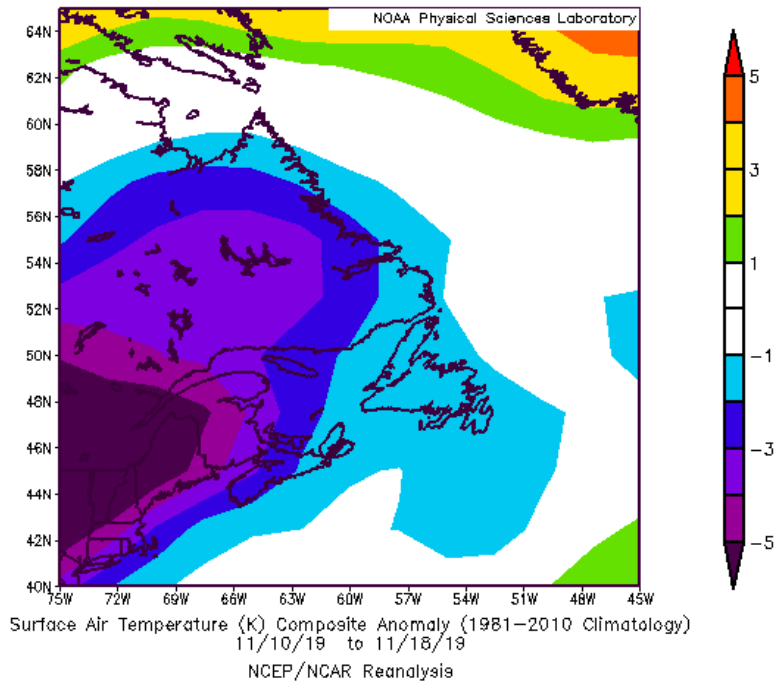 NOAA Physical Sciences Laboratory
64N
62N
60N
58N
56N
54N
52N
50N
48N
46N
44N
42N
40N
75W 72W 69W 66W 63W 60W 57W 54W 51W 48W 45W
5
3
1
-1
-3
-5
Surface Air Temperature (K) Composite Anomaly (1981-2010 Climatology)
11/10/19 to 11/18/19
NCEP/NCAR Reanalysis